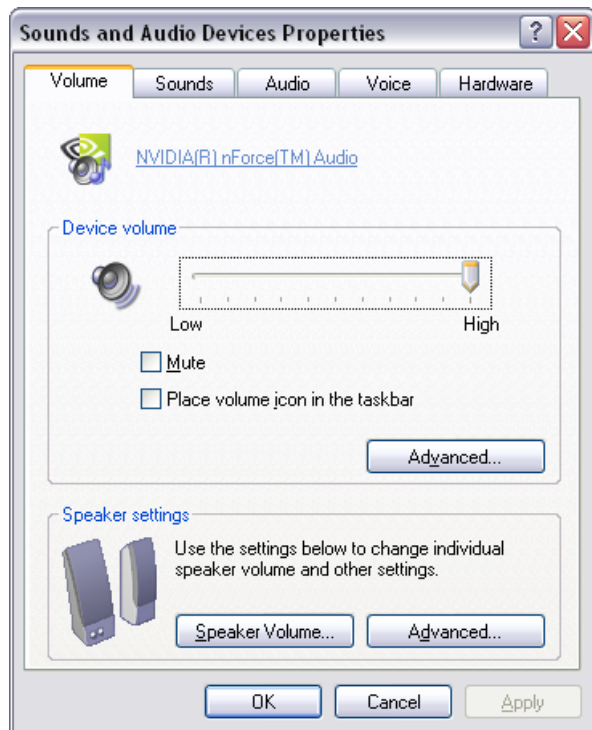 Sounds and Audio Devices Properties
Volume Sounds Audio Voice Hardware
NVIDIA(R) nForce(TM) Audio
Device volume
Low High
Mute
Place volume icon in the taskbar
Advanced...
Speaker settings
Use the settings below to change individual
speaker volume and other settings.
Speaker Volume... Advanced...
OK Cancel Apply